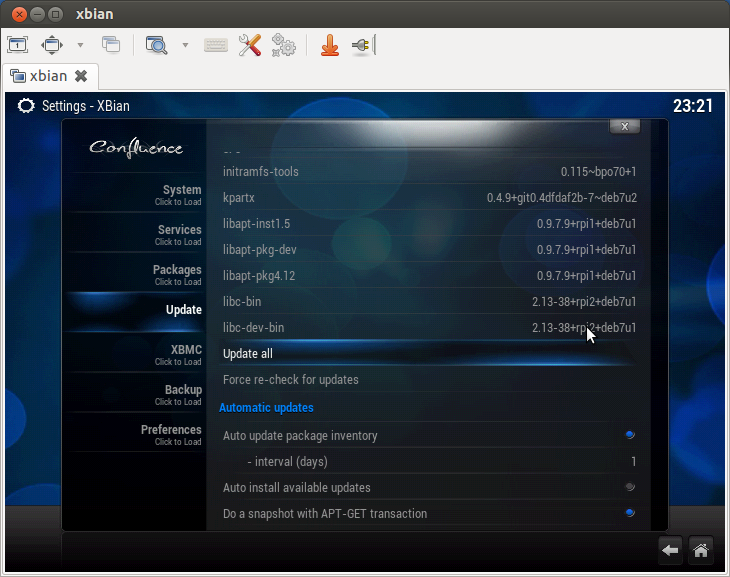 xbian
xbian
Settings - XBian
23:21
Confluence
X
initramfs-tools 0.115~bpo70+1
kpartx 0.4.9+git0.4dfdaf2b-7~deb7u2
libapt-inst1.5 0.9.7.9+rpi1+deb7u1
libapt-pkg-dev 0.9.7.9+rpi1+deb7u1
libapt-pkg4.12 0.9.7.9+rpi1+deb7u1
libc-bin 2.13-38+rpi2+deb7u1
libc-dev-bin 2.13-38+rpi2+deb7u1
Update all
Force re-check for updates
Automatic updates
Auto update package inventory
- interval (days) 1
Auto install available updates
Do a snapshot with APT-GET transaction
System
Click to Load
Services
Click to Load
Packages
Click to Load
Update
XBMC
Click to Load
Backup
Click to Load
Preferences
Click to Load